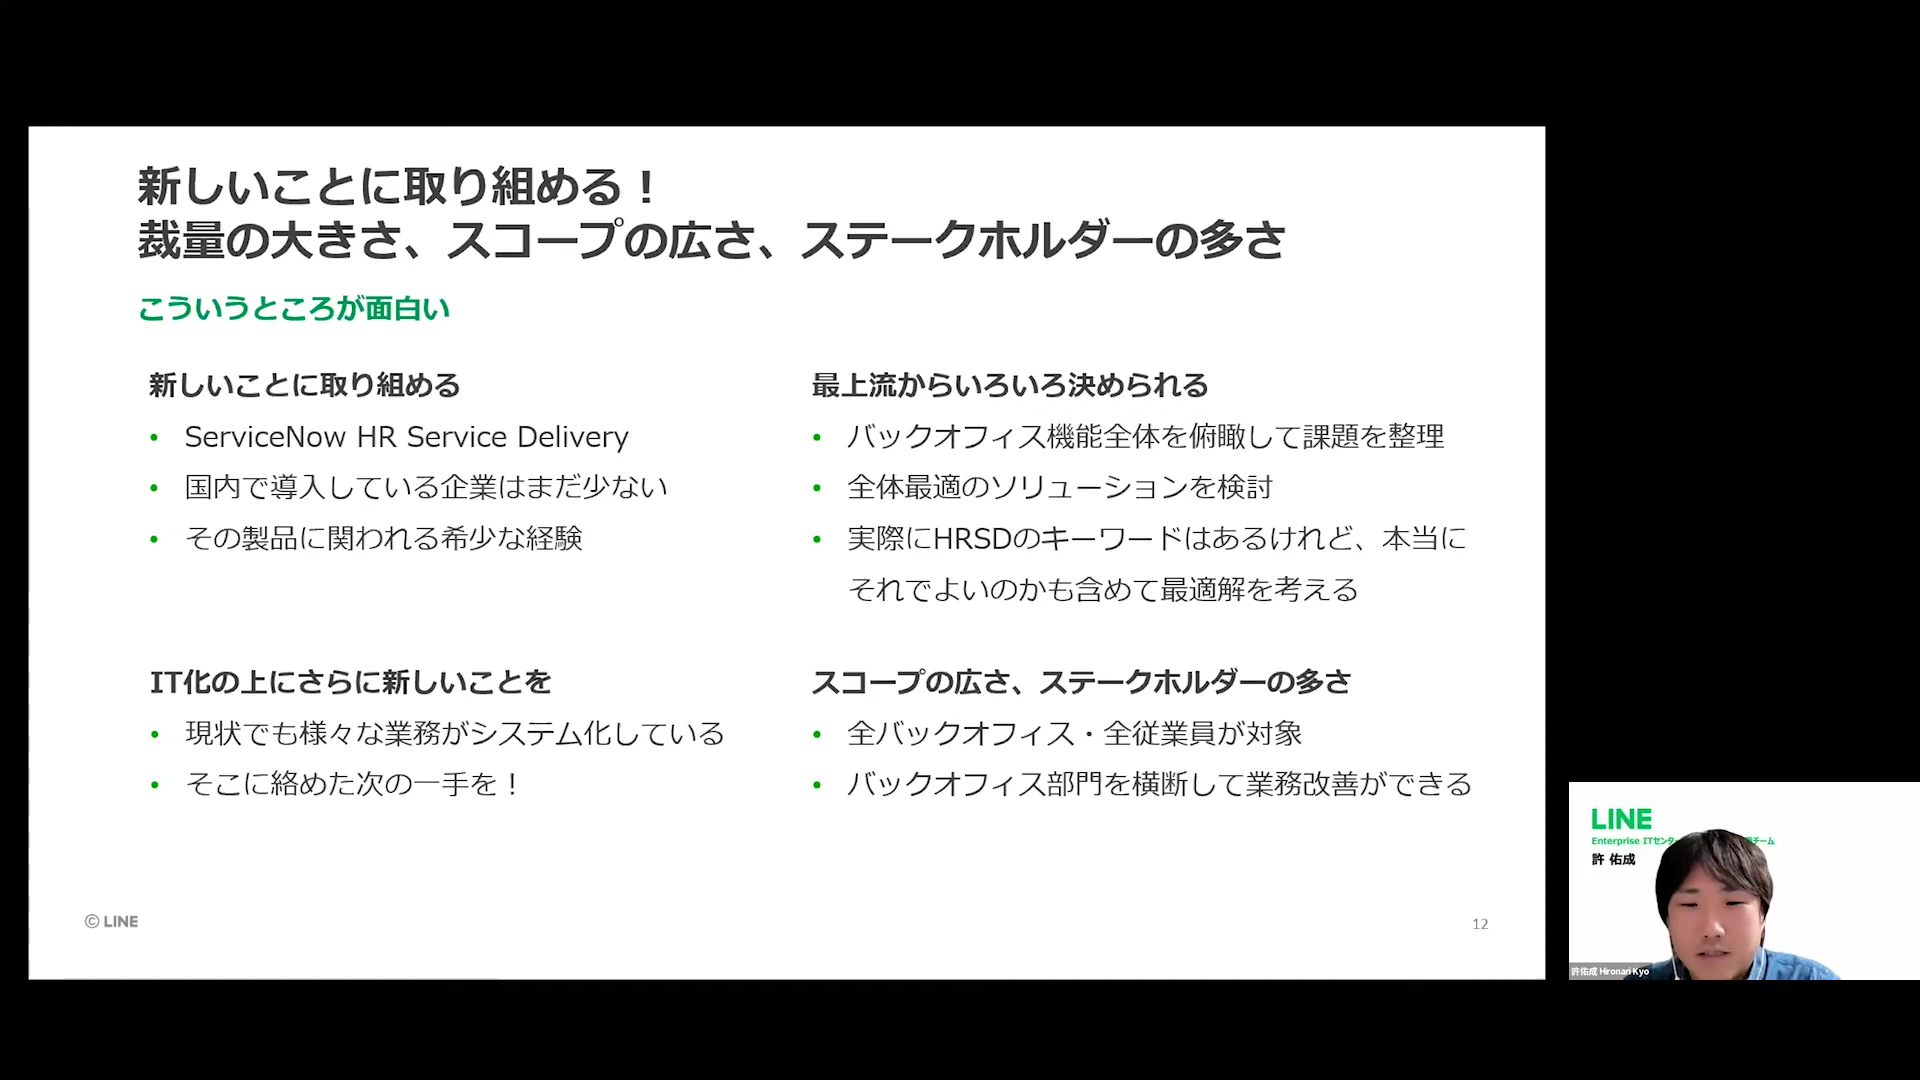 新しいことに取り組める！
裁量の大きさ、スコープの広さ、ステークホルダーの多さ
こういうところが面白い
新しいことに取り組める
• ServiceNow HR Service Delivery
• 国内で導入している企業はまだ少ない
• その製品に関われる希少な経験
最上流からいろいろ決められる
• バックオフィス機能全体を俯瞰して課題を整理
• 全体最適のソリューションを検討
• 実際にHRSDのキーワードはあるけれど、本当に
それでよいのかも含めて最適解を考える
IT化の上にさらに新しいことを
• 現状でも様々な業務がシステム化している
• そこに絡めた次の一手を！
スコープの広さ、ステークホルダーの多さ
• 全バックオフィス・全従業員が対象
• バックオフィス部門を横断して業務改善ができる
© LINE
12
LINE
Enterprise ITセンター チーム
許 佑成
許佑成 Hironari Kyo